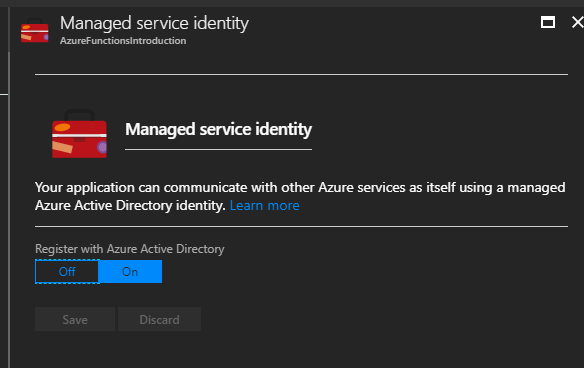 Managed service identity
AzureFunctionsIntroduction
Managed service identity
Your application can communicate with other Azure services as itself using a managed
Azure Active Directory identity. Learn more
Register with Azure Active Directory
Off On
Save Discard